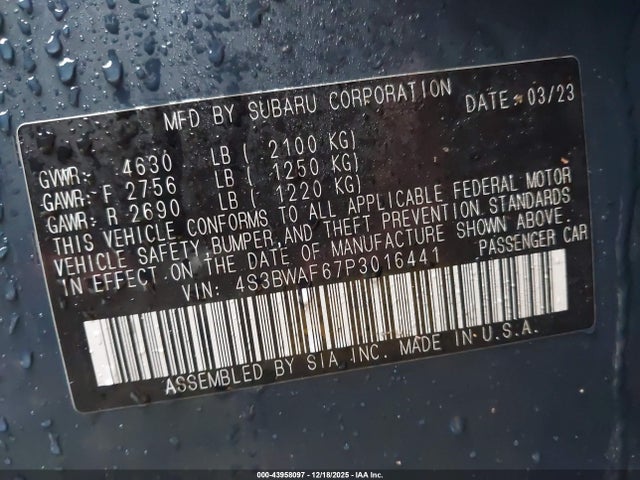 MFD BY SUBARU CORPORATION DATE 03/23
GVWR: 4630 LB ( 2100 KG)
GAWR: F 2756 LB ( 1250 KG)
GAWR: R 2690 LB ( 1220 KG)
THIS VEHICLE CONFORMS TO ALL APPLICABLE FEDERAL MOTOR
VEHICLE SAFETY, BUMPER, AND THEFT PREVENTION STANDARDS
IN EFFECT ON THE DATE OF MANUFACTURE SHOWN ABOVE.
VIN: 4S3BWAF67P3016441 PASSENGER CAR
ASSEMBLED BY SIA, INC. MADE IN U.S.A.
000-43958097 - 12/18/2025 - IAA Inc.